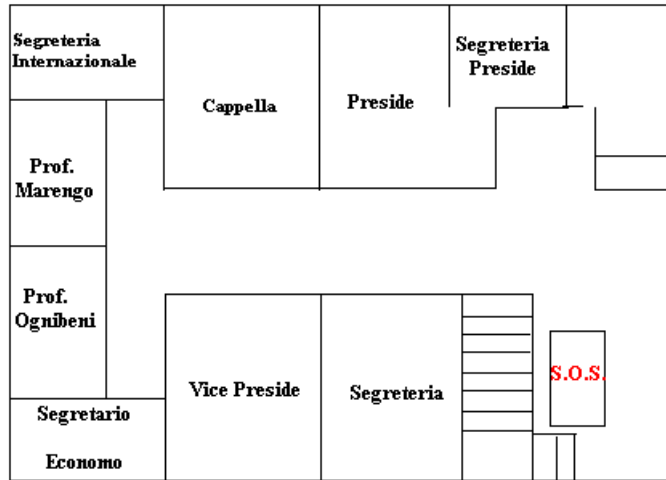 Segreteria
Internazionale
Cappella
Preside
Segreteria
Preside
Prof.
Marengo
Prof.
Ognibeni
Vice Preside
Segreteria
S.O.S.
Segretario
Economo